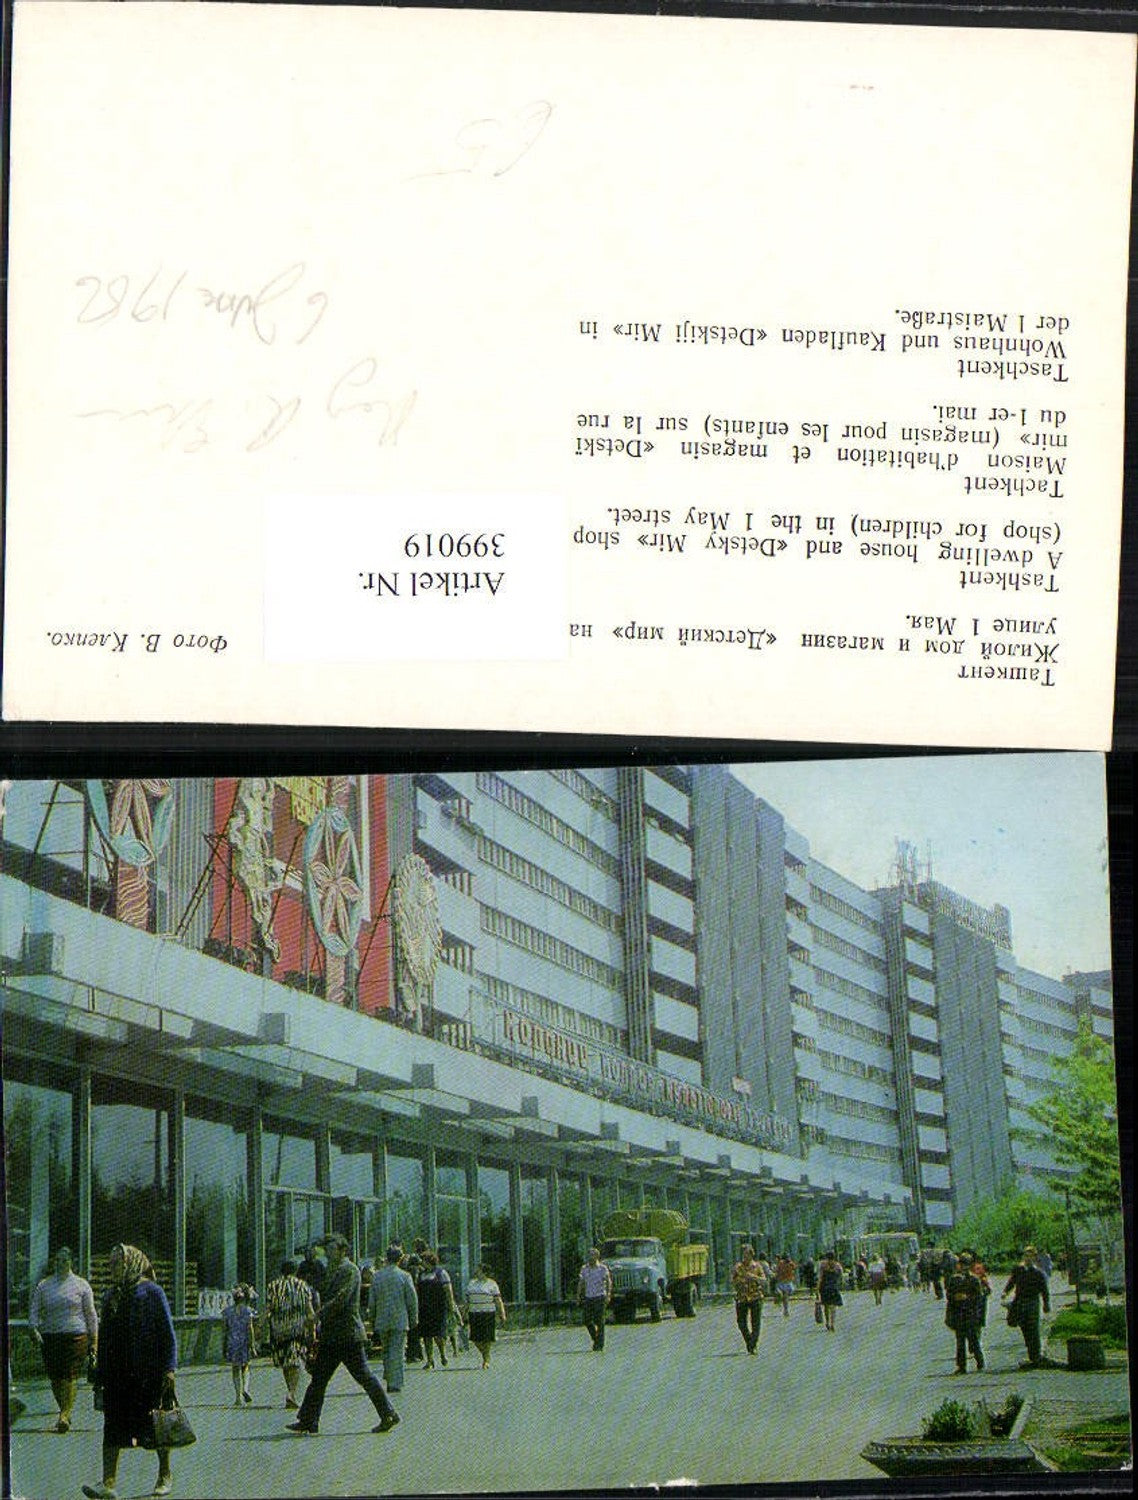 Ташкент
Жилой дом и магазин «Детский мир» на
улице 1 Мая.
Tashkent
A dwelling house and «Detsky Mir» shop
(shop for children) in the 1 May street.
Tachkent
Maison d'habitation et magasin «Detskï
mir» (magasin pour les enfants) sur la rue
du 1-er mai.
Taschkent
Wohnhaus und Kaufladen «Detskiji Mir» in
der 1 Maistraße.
Фото В. Клепко.
Artikel Nr.
399019
6 June 1982